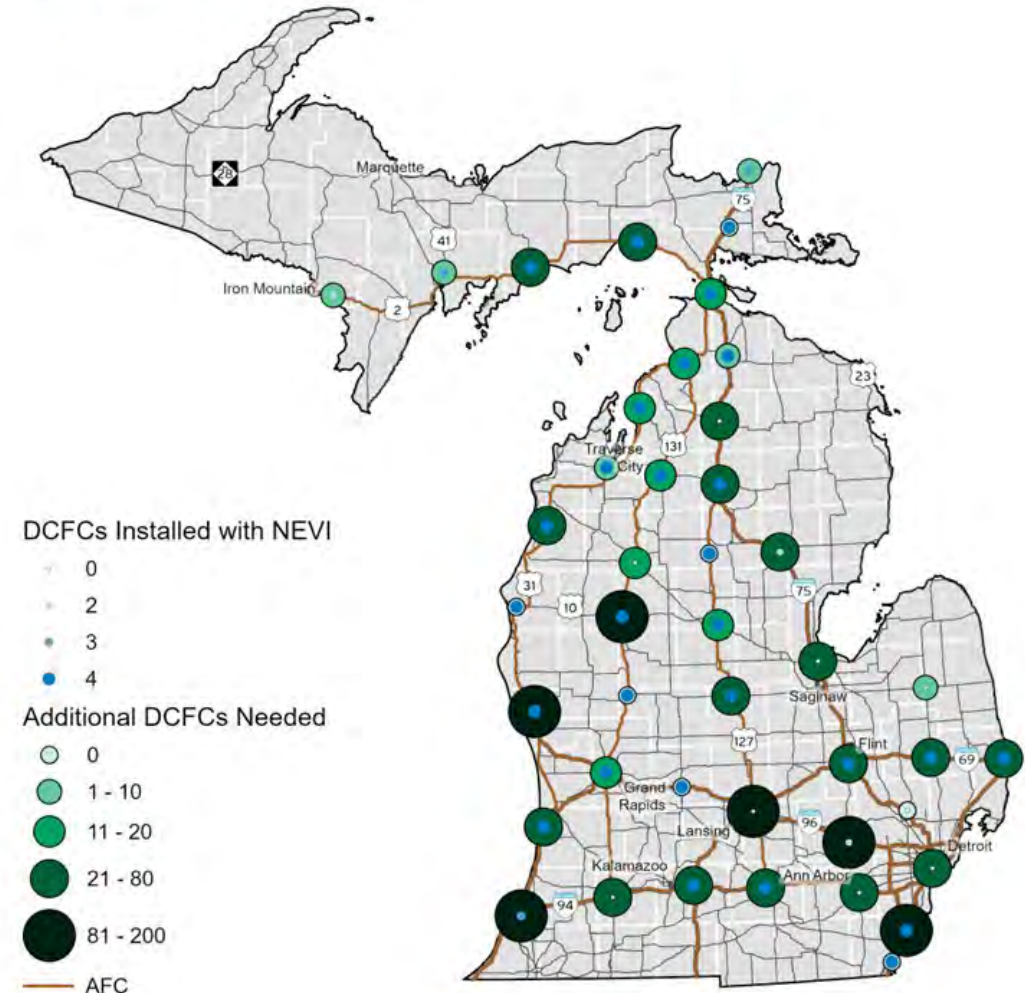 28
Marquette
75
41
Iron Mountain
2
23
131
Traverse
City
DCFCs Installed with NEVI
0
2
3
4
31
10
75
Additional DCFCs Needed
0
1 - 10
11 - 20
21 - 80
81 - 200
AFC
Saginaw
127
Flint
69
Grand
Rapids
Lansing
96
Detroit
Kalamazoo
Ann Arbor
94